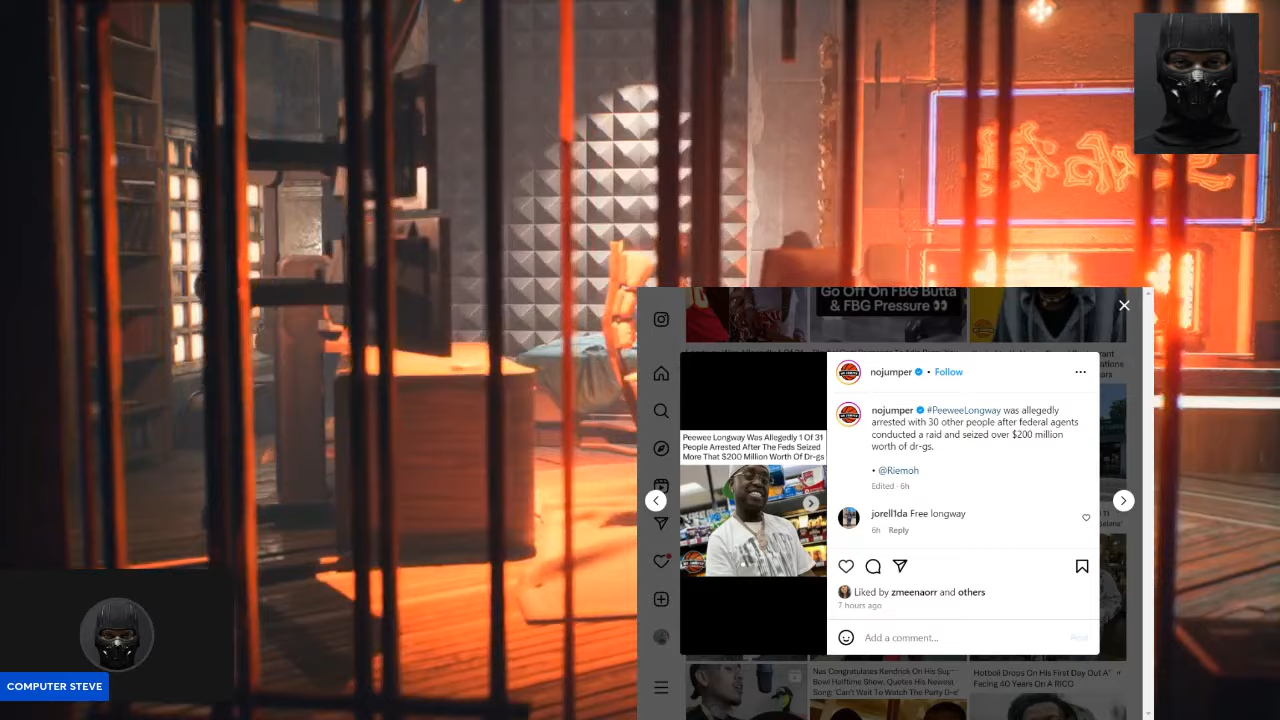 Go Off On FBG Butta
& FBG Pressure 👀
nojumper • Follow
nojumper #PeeweeLongway was allegedly
arrested with 30 other people after federal agents
conducted a raid and seized over $200 million
worth of dr-gs.
• @Riemoh
Edited · 6h
Peewee Longway Was Allegedly 1 Of 31
People Arrested After The Feds Seized
More That $200 Million Worth Of Dr-gs
jorell1da Free longway
6h Reply
Liked by zmeenaorr and others
7 hours ago
Add a comment...
Post
Nas Congratulates Kendrick On His Sup
Bowl Halftime Show, Quotes His Newest
Song: 'Can't Wait To Watch The Party D-e'
Hotboii Drops On His First Day Out A
Facing 40 Years On A RICO
COMPUTER STEVE